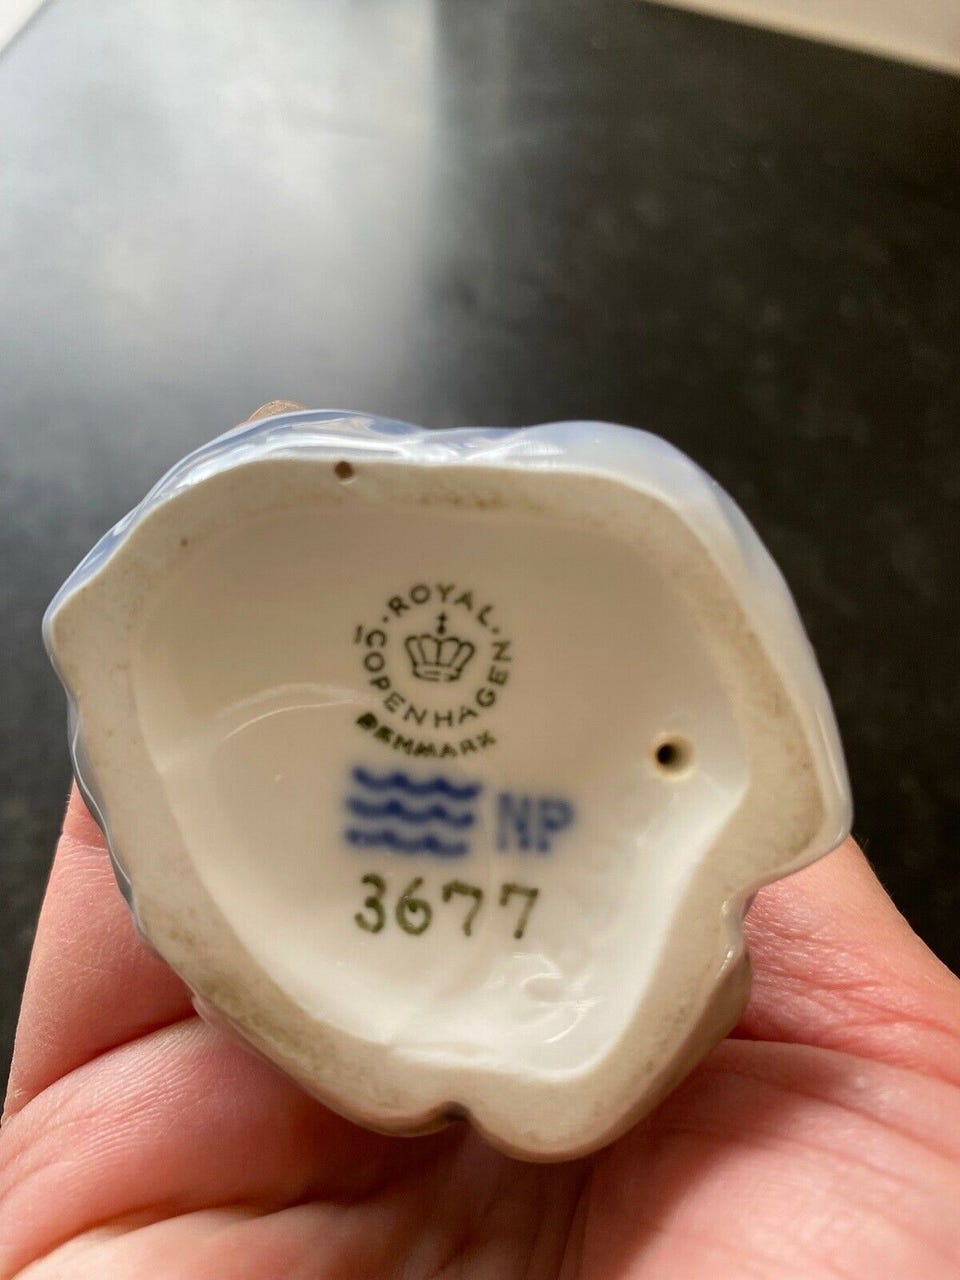 ROYAL
COPENHAGEN
DENMARK
NP
3677